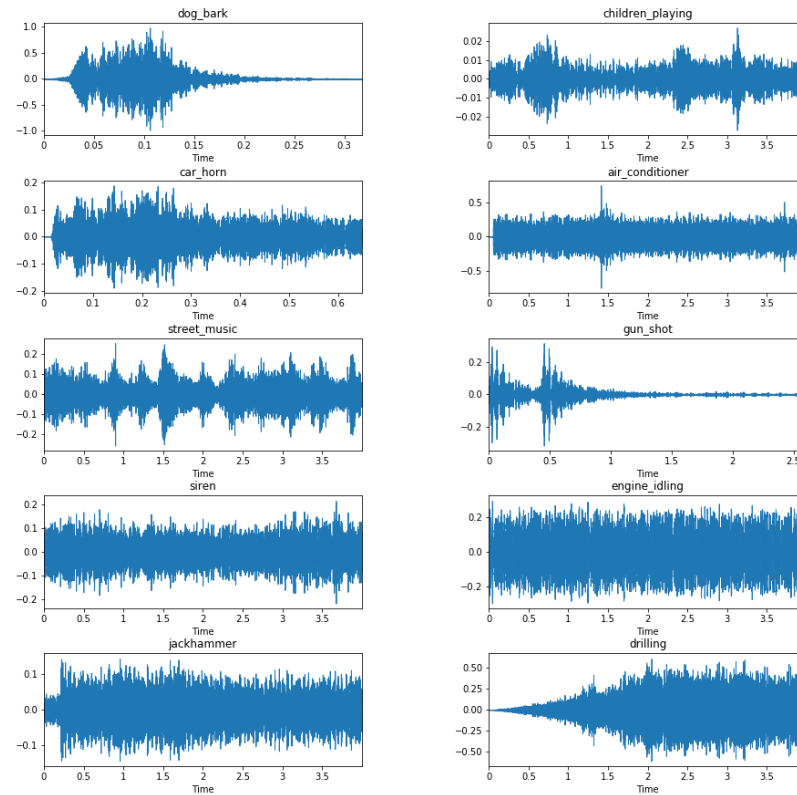 dog_bark
1.0
0.5
0.0
−0.5
−1.0
0 0.05 0.1 0.15 0.2 0.25 0.3
Time
children_playing
0.02
0.01
0.00
−0.01
−0.02
0 0.5 1 1.5 2 2.5 3 3.5
Time
car_horn
0.2
0.1
0.0
−0.1
−0.2
0 0.1 0.2 0.3 0.4 0.5 0.6
Time
air_conditioner
0.5
0.0
−0.5
0 0.5 1 1.5 2 2.5 3 3.5
Time
street_music
0.2
0.1
0.0
−0.1
−0.2
0 0.5 1 1.5 2 2.5 3 3.5
Time
gun_shot
0.2
0.0
−0.2
0 0.5 1 1.5 2 2.5
Time
siren
0.2
0.1
0.0
−0.1
−0.2
0 0.5 1 1.5 2 2.5 3 3.5
Time
engine_idling
0.2
0.0
−0.2
0 0.5 1 1.5 2 2.5 3 3.5
Time
jackhammer
0.1
0.0
−0.1
0 0.5 1 1.5 2 2.5 3 3.5
Time
drilling
0.50
0.25
0.00
−0.25
−0.50
0 0.5 1 1.5 2 2.5 3 3.5
Time